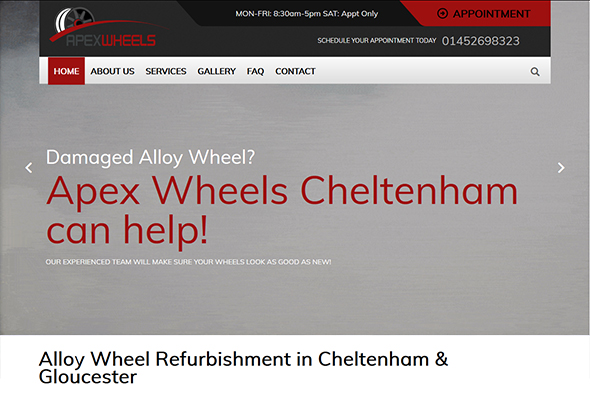 MON-FRI: 8:30am-5pm SAT: Appt Only
APPOINTMENT
APEXWHEELS
SCHEDULE YOUR APPOINTMENT TODAY 01452698323
HOME ABOUT US SERVICES GALLERY FAQ CONTACT
Damaged Alloy Wheel?
Apex Wheels Cheltenham
can help!
OUR EXPERIENCED TEAM WILL MAKE SURE YOUR WHEELS LOOK AS GOOD AS NEW!
Alloy Wheel Refurbishment in Cheltenham &
Gloucester